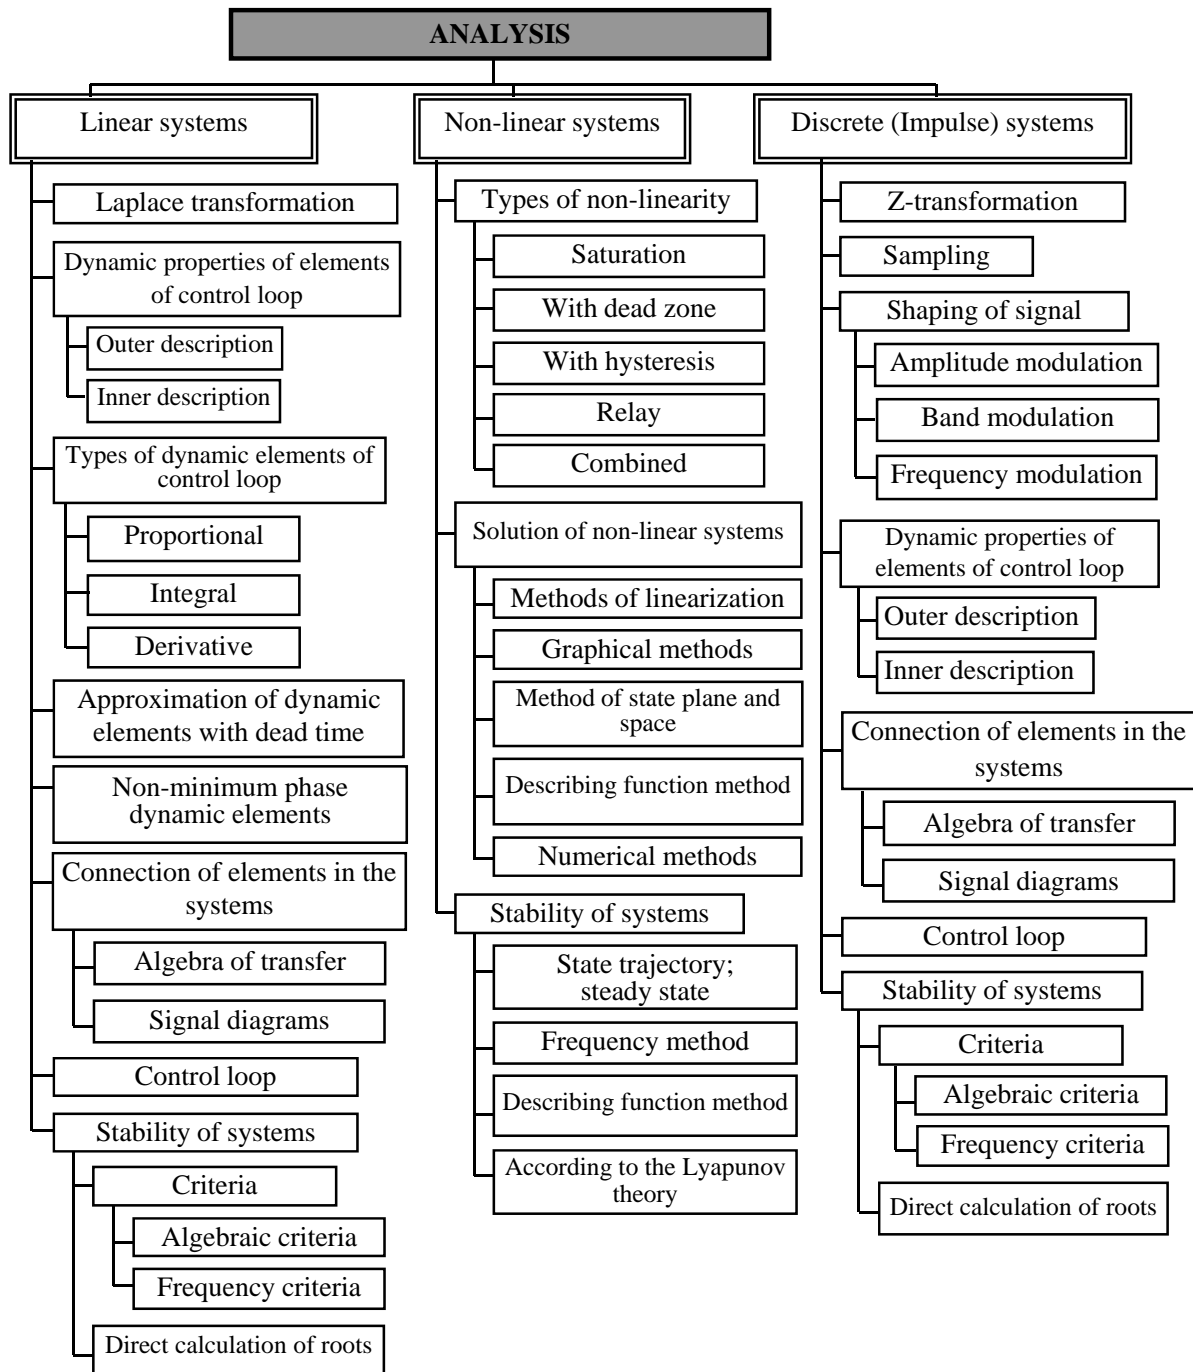 ANALYSIS
Linear systems
Laplace transformation
Dynamic properties of elements
of control loop
Outer description
Inner description
Types of dynamic elements of
control loop
Proportional
Integral
Derivative
Approximation of dynamic
elements with dead time
Non-minimum phase
dynamic elements
Connection of elements in the
systems
Algebra of transfer
Signal diagrams
Control loop
Stability of systems
Criteria
Algebraic criteria
Frequency criteria
Direct calculation of roots
Non-linear systems
Types of non-linearity
Saturation
With dead zone
With hysteresis
Relay
Combined
Solution of non-linear systems
Methods of linearization
Graphical methods
Method of state plane and
space
Describing function method
Numerical methods
Stability of systems
State trajectory;
steady state
Frequency method
Describing function method
According to the Lyapunov
theory
Discrete (Impulse) systems
Z-transformation
Sampling
Shaping of signal
Amplitude modulation
Band modulation
Frequency modulation
Dynamic properties of
elements of control loop
Outer description
Inner description
Connection of elements in the
systems
Algebra of transfer
Signal diagrams
Control loop
Stability of systems
Criteria
Algebraic criteria
Frequency criteria
Direct calculation of roots